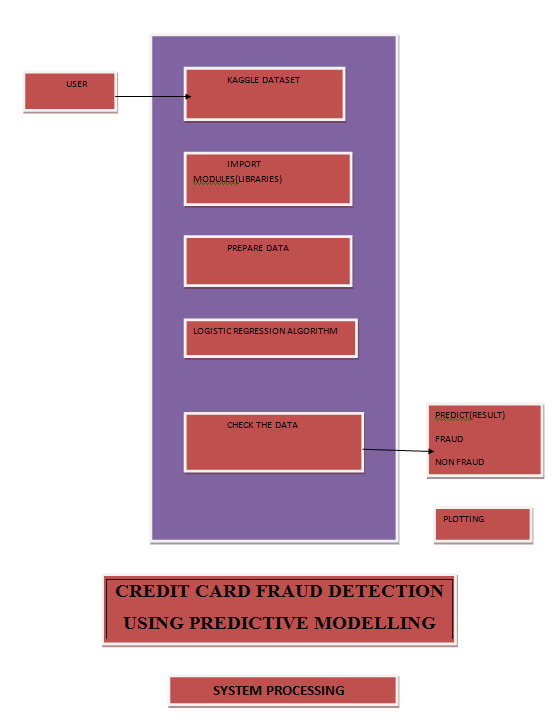 USER
KAGGLE DATASET
IMPORT
MODULES(LIBRARIES)
PREPARE DATA
LOGISTIC REGRESSION ALGORITHM
CHECK THE DATA
PREDICT(RESULT)
FRAUD
NON FRAUD
PLOTTING
CREDIT CARD FRAUD DETECTION
USING PREDICTIVE MODELLING
SYSTEM PROCESSING